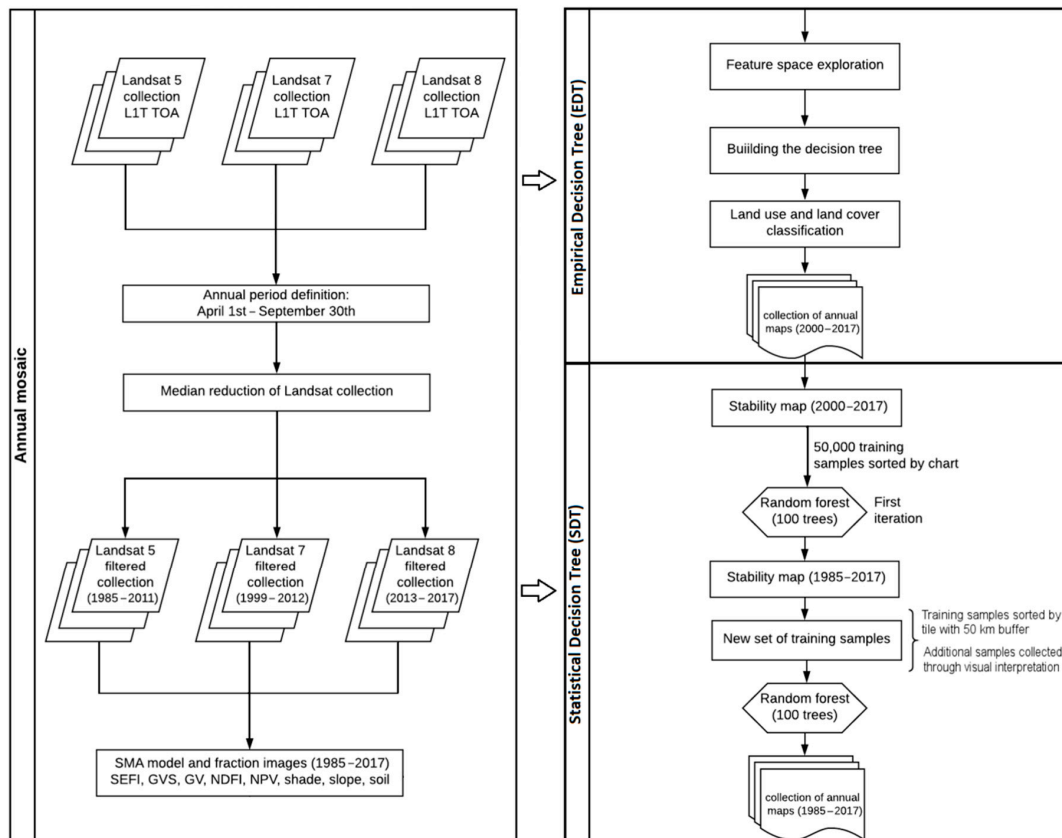 Annual mosaic
Landsat 5
collection
L1T TOA
Landsat 7
collection
L1T TOA
Landsat 8
collection
L1T TOA
Annual period definition:
April 1st – September 30th
Median reduction of Landsat collection
Landsat 5
filtered
collection
(1985–2011)
Landsat 7
filtered
collection
(1999–2012)
Landsat 8
filtered
collection
(2013–2017)
SMA model and fraction images (1985–2017)
SEFI, GVS, GV, NDFI, NPV, shade, slope, soil
Empirical Decision Tree (EDT)
Feature space exploration
Buiilding the decision tree
Land use and land cover
classification
collection of annual
maps (2000–2017)
Statistical Decision Tree (SDT)
Stability map (2000–2017)
50,000 training
samples sorted by chart
Random forest
(100 trees)
First
iteration
Stability map (1985–2017)
New set of training samples
Training samples sorted by
tile with 50 km buffer
Additional samples collected
through visual interpretation
Random forest
(100 trees)
collection of annual
maps (1985–2017)